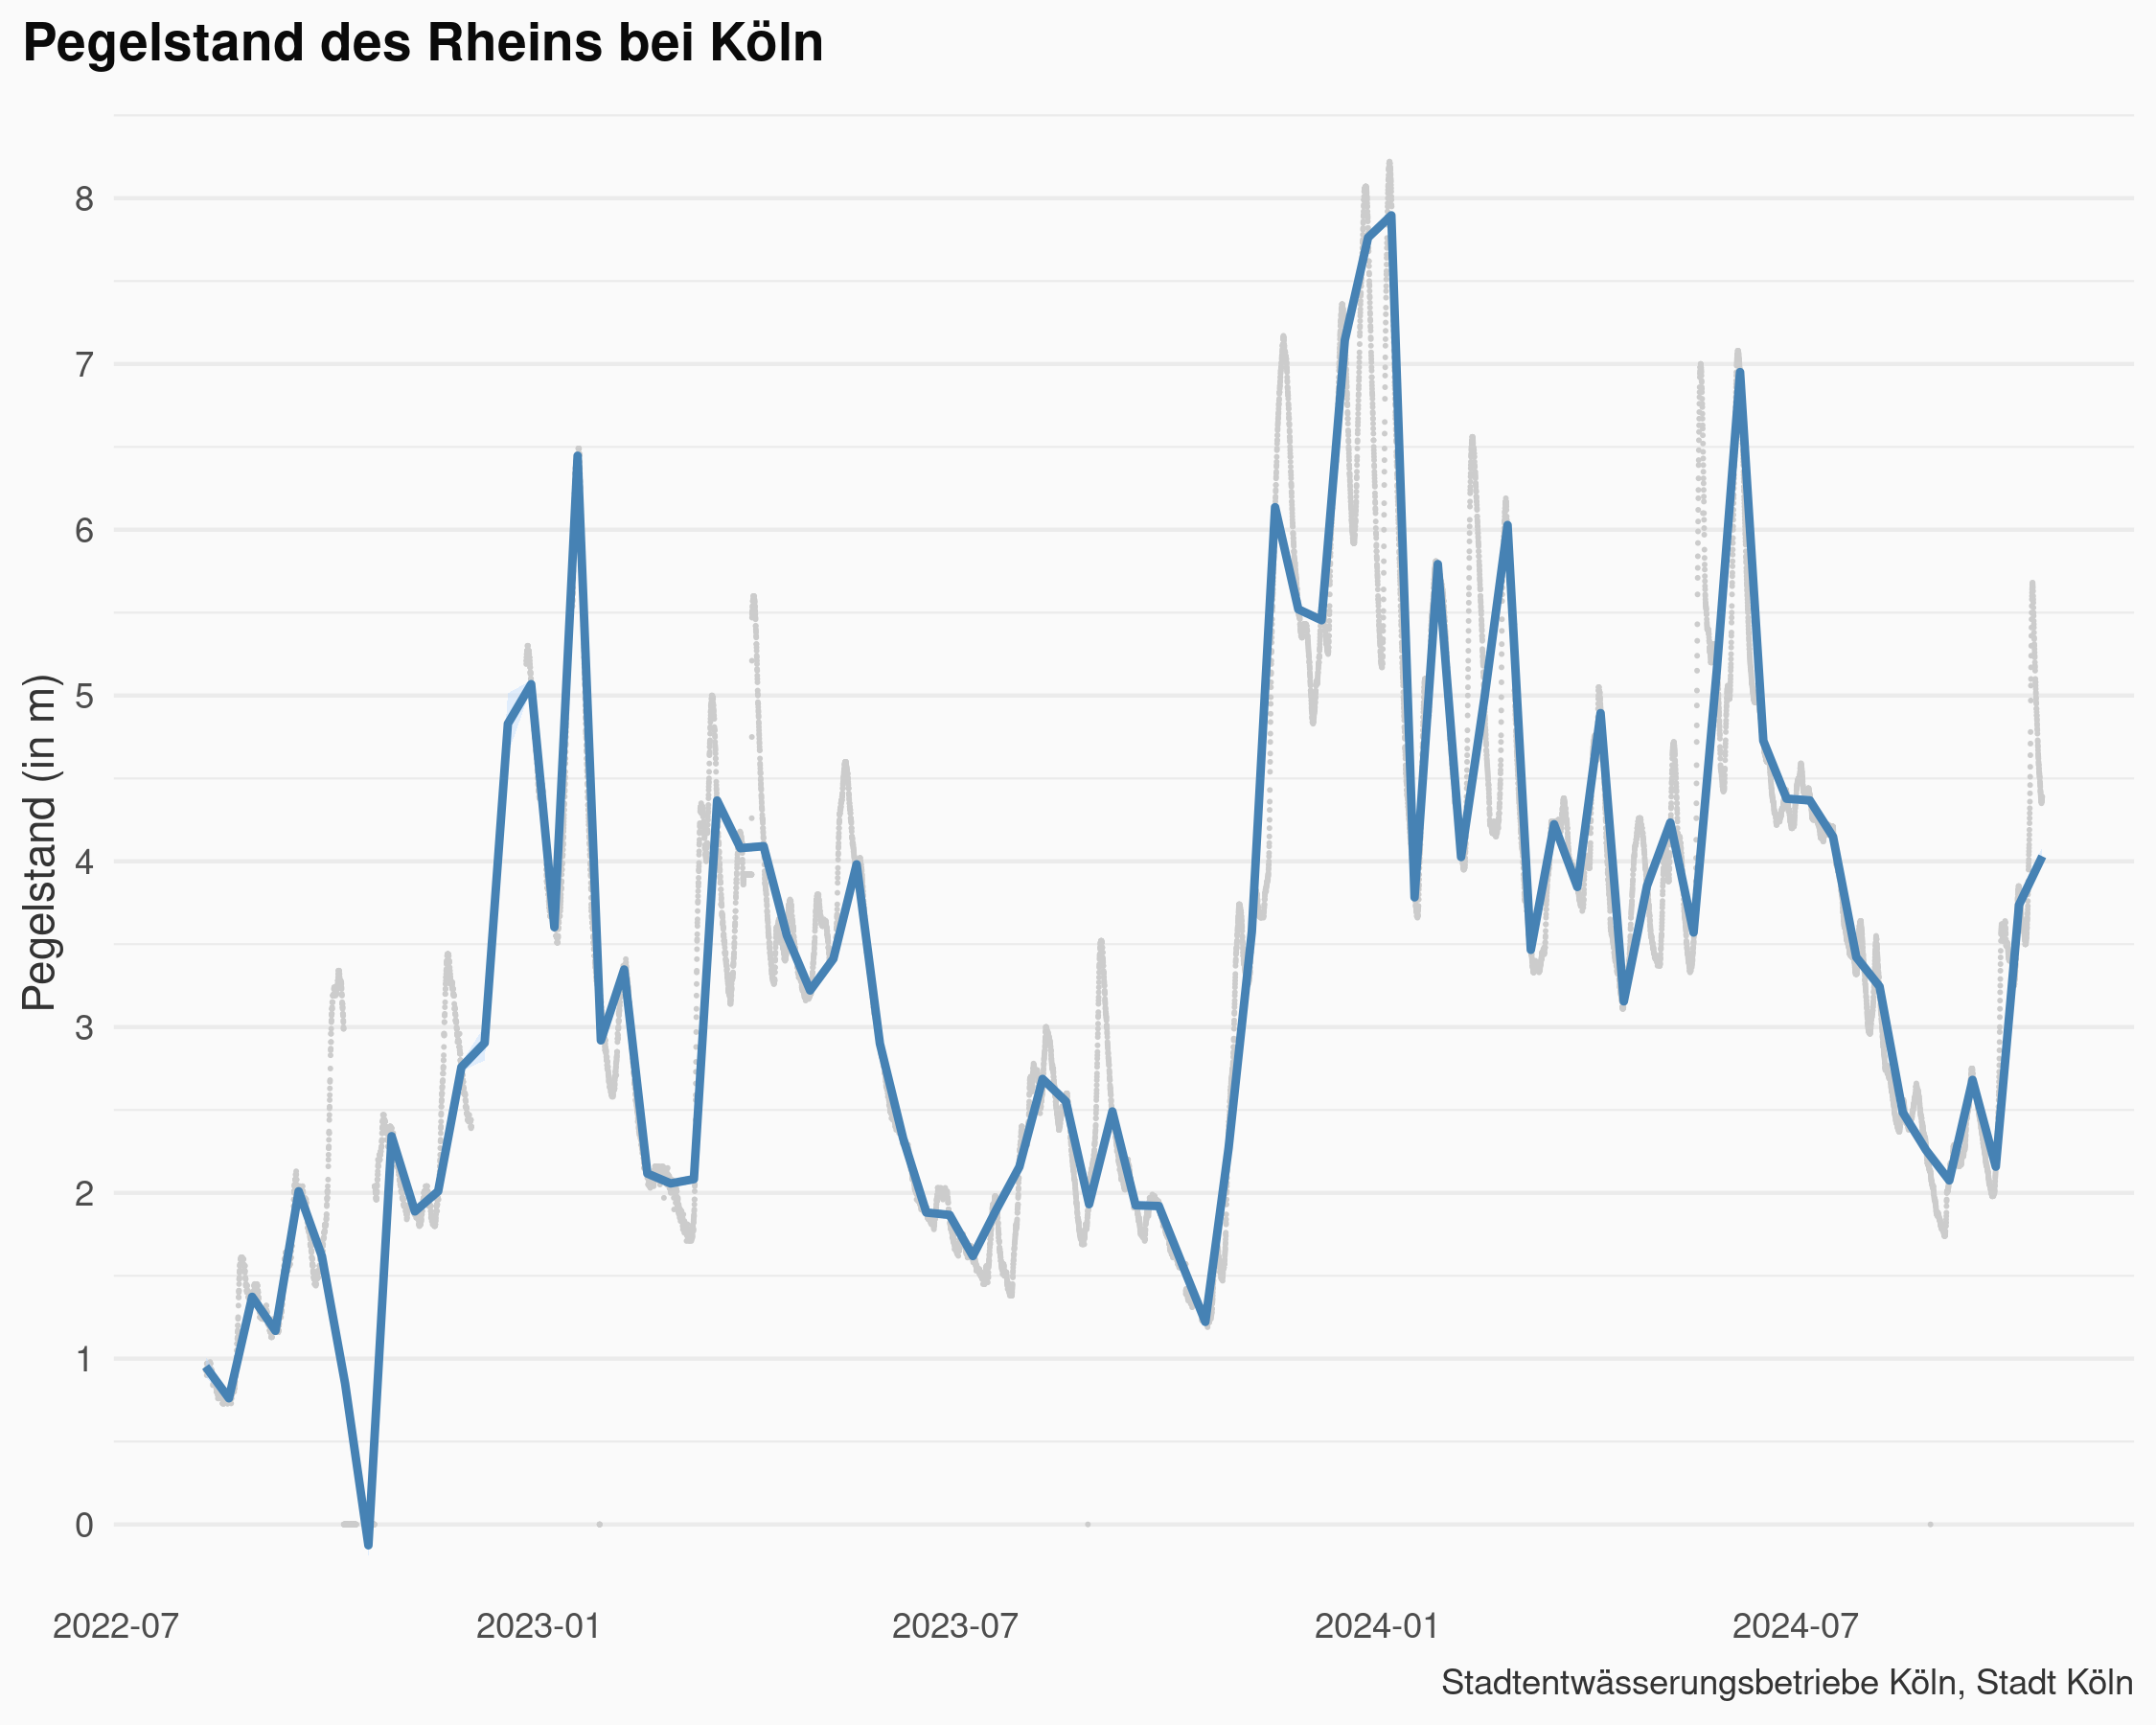 Pegelstand des Rheins bei Köln
Pegelstand (in m)
8
7
6
5
4
3
2
1
0
2022-07 2023-01 2023-07 2024-01 2024-07
Stadtentwässerungsbetriebe Köln, Stadt Köln